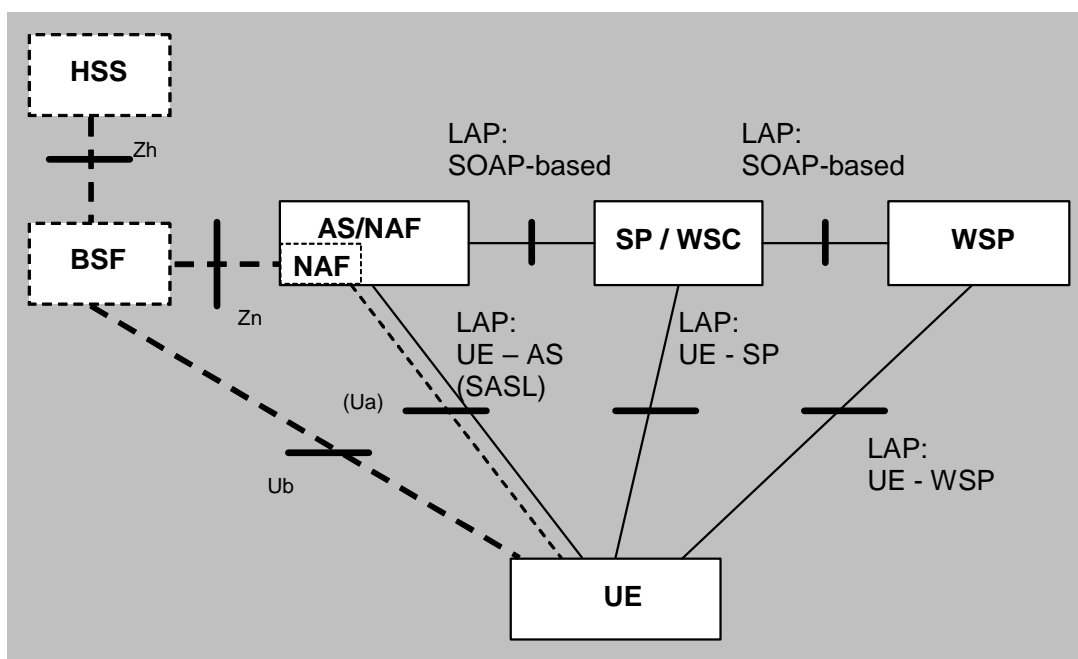 HSS
Zh
LAP:
SOAP-based
LAP:
SOAP-based
BSF
AS/NAF
NAF
SP / WSC
WSP
Zn
LAP:
UE – AS
(SASL)
LAP:
UE - SP
(Ua)
LAP:
UE - WSP
Ub
UE